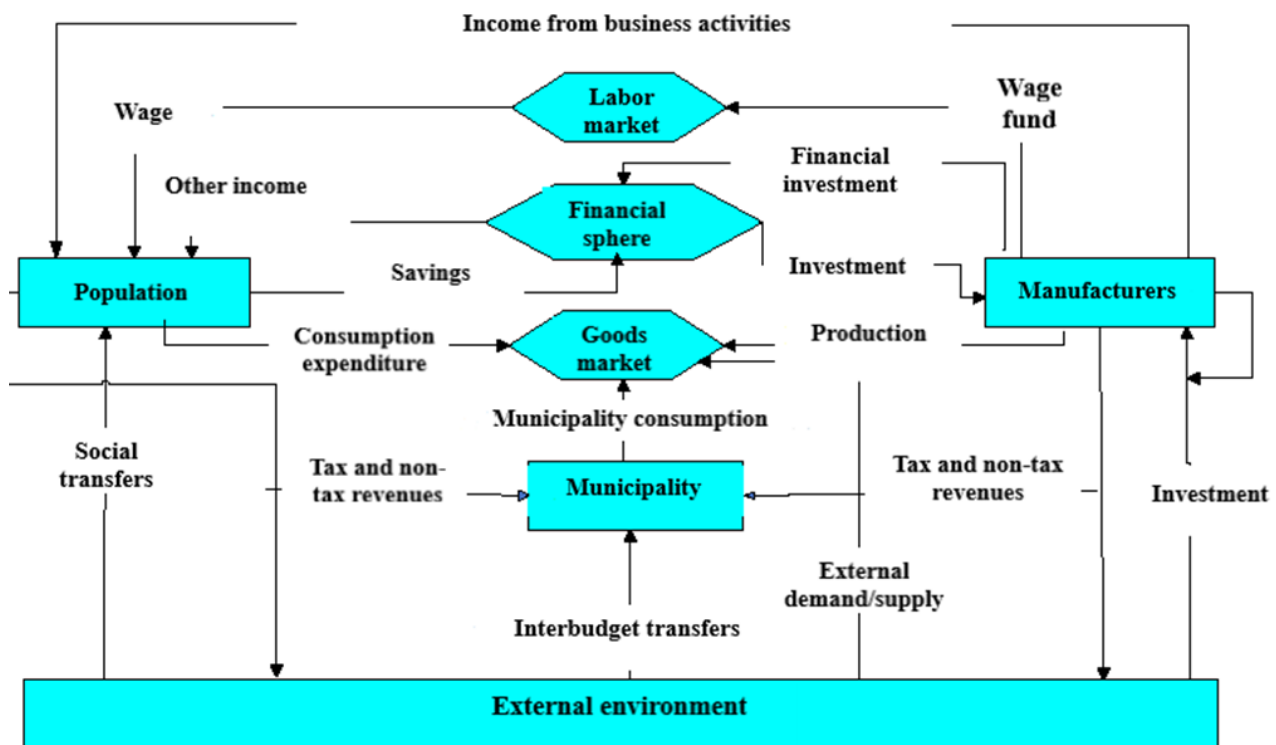 Income from business activities
Labor
market
Wage
fund
Wage
Financial
investment
Other income
Financial
sphere
Savings
Investment
Population
Manufacturers
Consumption
expenditure
Goods
market
Production
Municipality consumption
Social
transfers
Tax and non-
tax revenues
Municipality
Tax and non-tax
revenues
Investment
External
demand/supply
Interbudget transfers
External environment